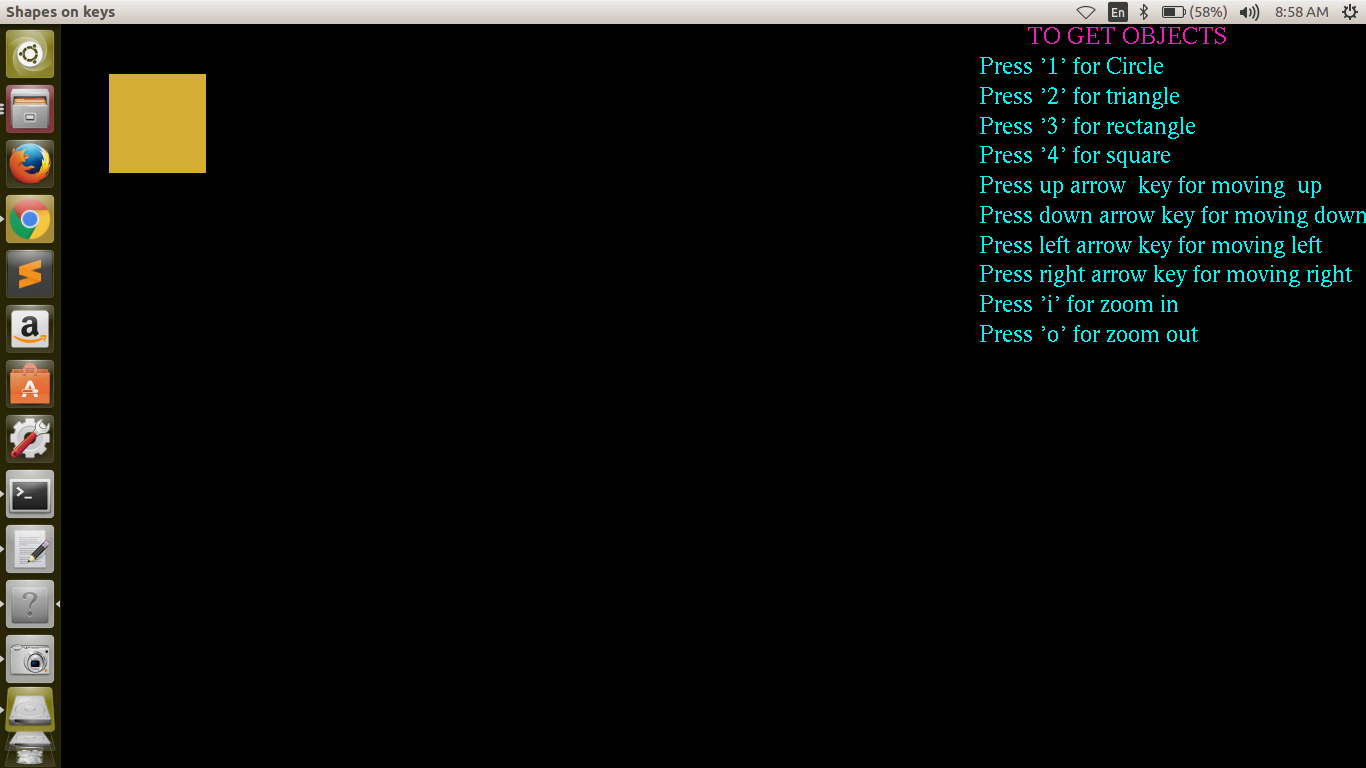 Shapes on keys
En
(58%)
8:58 AM
TO GET OBJECTS
Press ’1’ for Circle
Press ’2’ for triangle
Press ’3’ for rectangle
Press ’4’ for square
Press up arrow  key for moving  up
Press down arrow key for moving down
Press left arrow key for moving left
Press right arrow key for moving right
Press ’i’ for zoom in
Press ’o’ for zoom out
a
A
>_
?